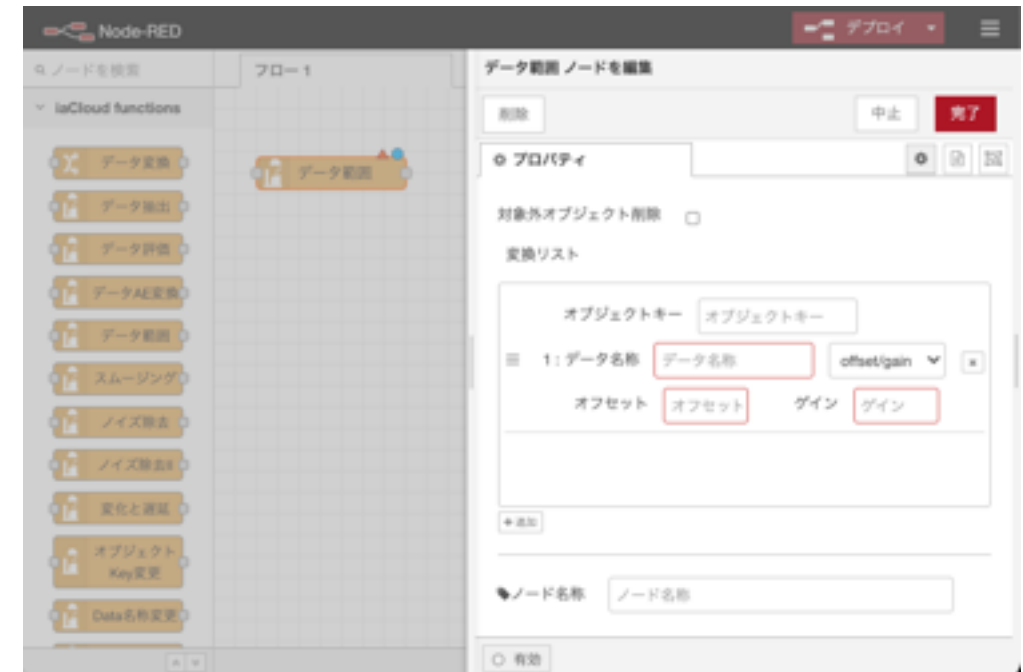 Node-RED
デプロイ
ノードを検索
フロー 1
データ範囲 ノードを編集
iaCloud functions
削除
中止
完了
プロパティ
データ変換
データ範囲
データ抽出
データ評価
データAE変換
データ範囲
スムージング
ノイズ除去
変化と遅延
オブジェクト
Key変更
Data名称変更
対象外オブジェクト削除
変換リスト
オブジェクトキー オブジェクトキー
1 : データ名称 データ名称 offset/gain
オフセット オフセット ゲイン ゲイン
+追加
ノード名称 ノード名称
有効